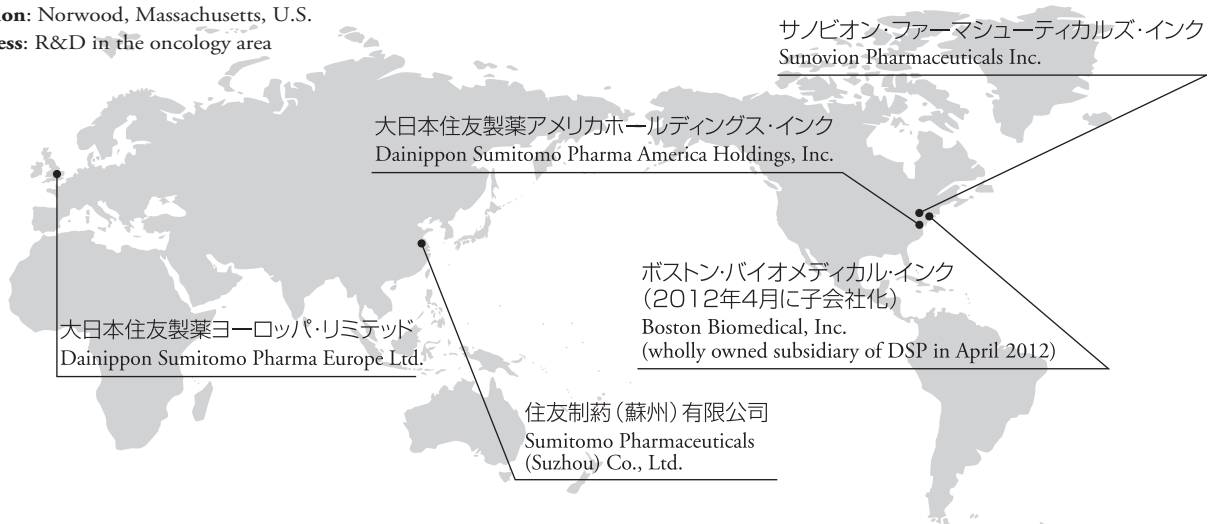 ion: Norwood, Massachusetts, U.S.
ess: R&D in the oncology area
サノビオン・ファーマシューティカルズ・インク
Sunovion Pharmaceuticals Inc.
大日本住友製薬アメリカホールディングス・インク
Dainippon Sumitomo Pharma America Holdings, Inc.
ボストン・バイオメディカル・インク
（2012年4月に子会社化）
Boston Biomedical, Inc.
(wholly owned subsidiary of DSP in April 2012)
大日本住友製薬ヨーロッパ・リミテッド
Dainippon Sumitomo Pharma Europe Ltd.
住友制葯（蘇州）有限公司
Sumitomo Pharmaceuticals
(Suzhou) Co., Ltd.